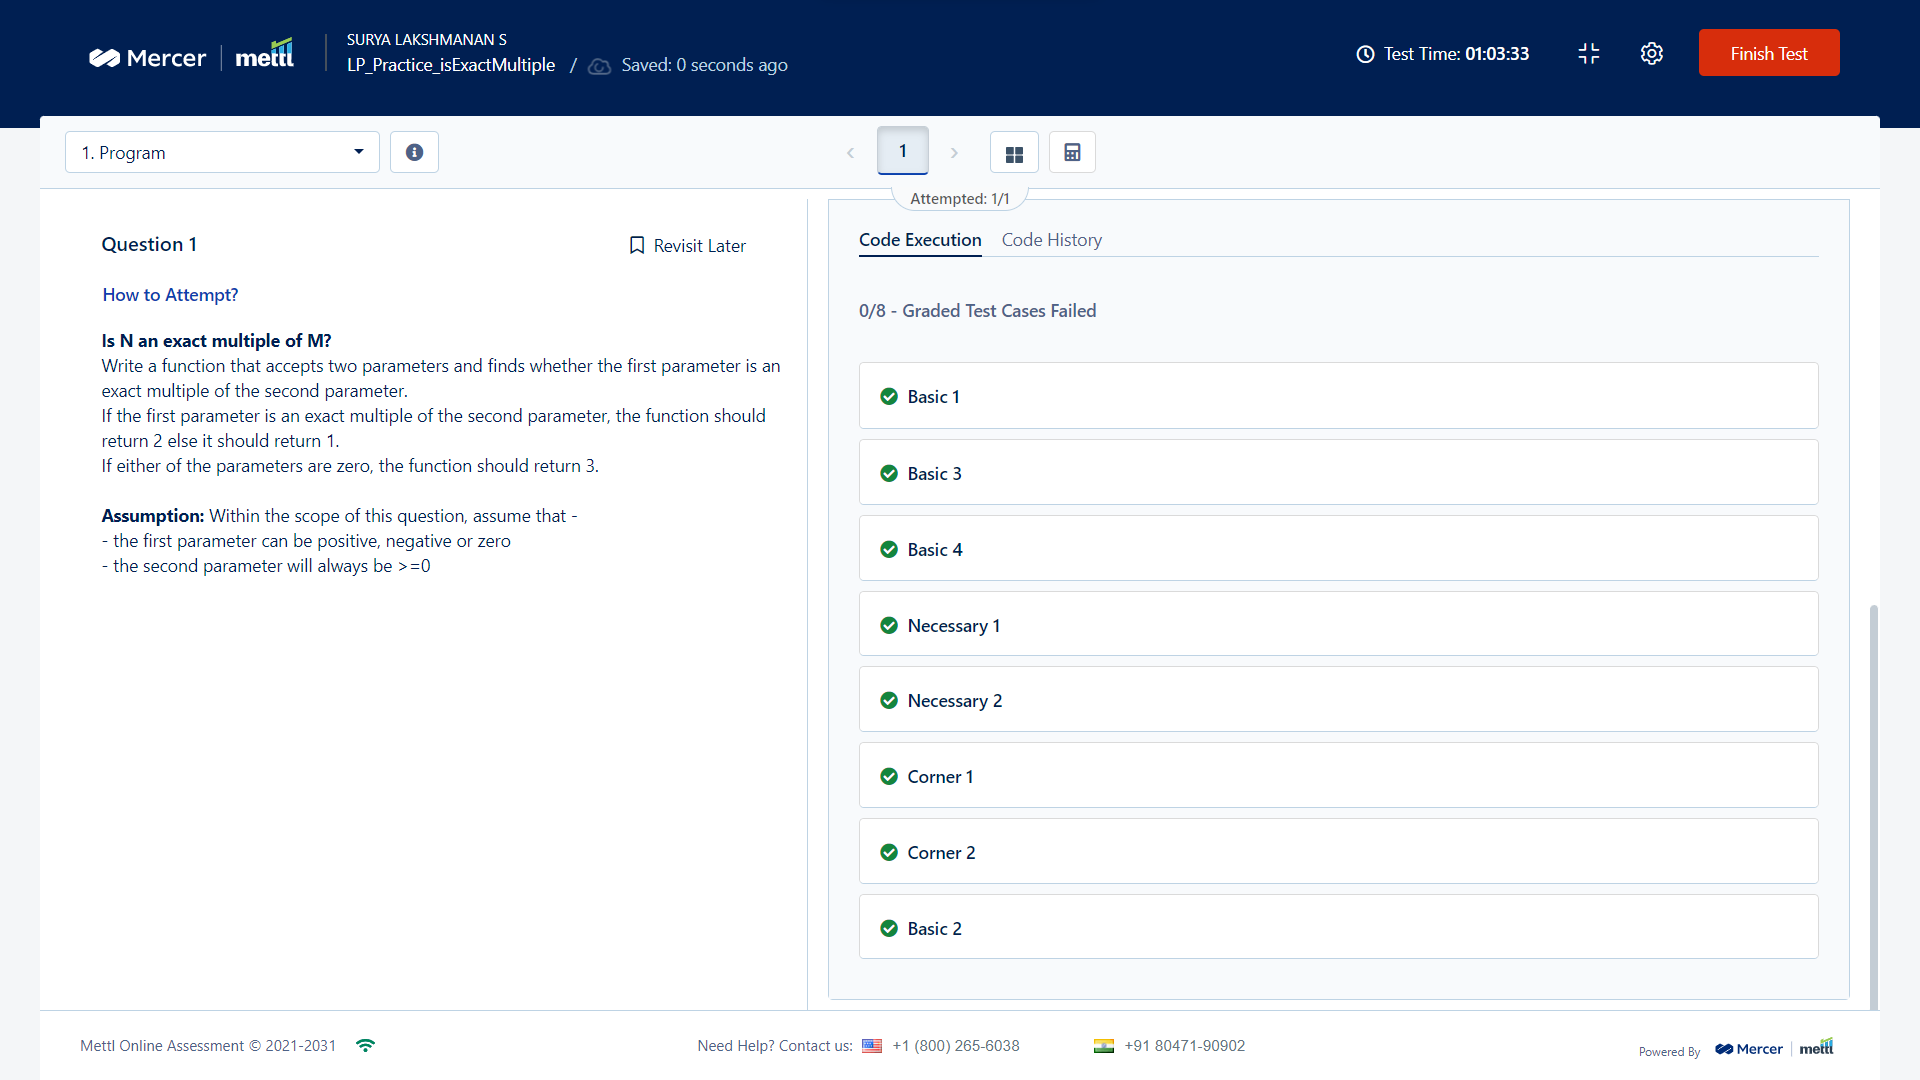 Mercer
mettl
SURYA LAKSHMANAN S
LP_Practice_isExactMultiple / Saved: 0 seconds ago
Test Time: 01:03:33
Finish Test
1. Program
1
Attempted: 1/1
Question 1
Revisit Later
How to Attempt?
Is N an exact multiple of M?
Write a function that accepts two parameters and finds whether the first parameter is an
exact multiple of the second parameter.
If the first parameter is an exact multiple of the second parameter, the function should
return 2 else it should return 1.
If either of the parameters are zero, the function should return 3.
Assumption: Within the scope of this question, assume that -
- the first parameter can be positive, negative or zero
- the second parameter will always be >=0
Code Execution
Code History
0/8 - Graded Test Cases Failed
Basic 1
Basic 3
Basic 4
Necessary 1
Necessary 2
Corner 1
Corner 2
Basic 2
Mettl Online Assessment © 2021-2031
Need Help? Contact us: +1 (800) 265-6038
+91 80471-90902
Powered By Mercer mettl